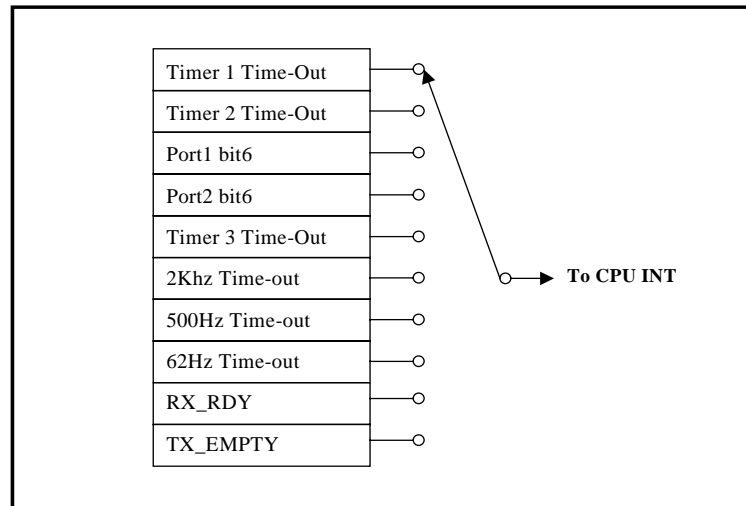 Timer 1 Time-Out
Timer 2 Time-Out
Port1 bit6
Port2 bit6
Timer 3 Time-Out
2Khz Time-out
To CPU INT
500Hz Time-out
62Hz Time-out
RX_RDY
TX_EMPTY